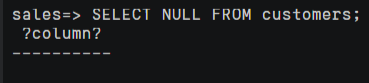 sales=> SELECT NULL FROM customers;
 ?column?
----------